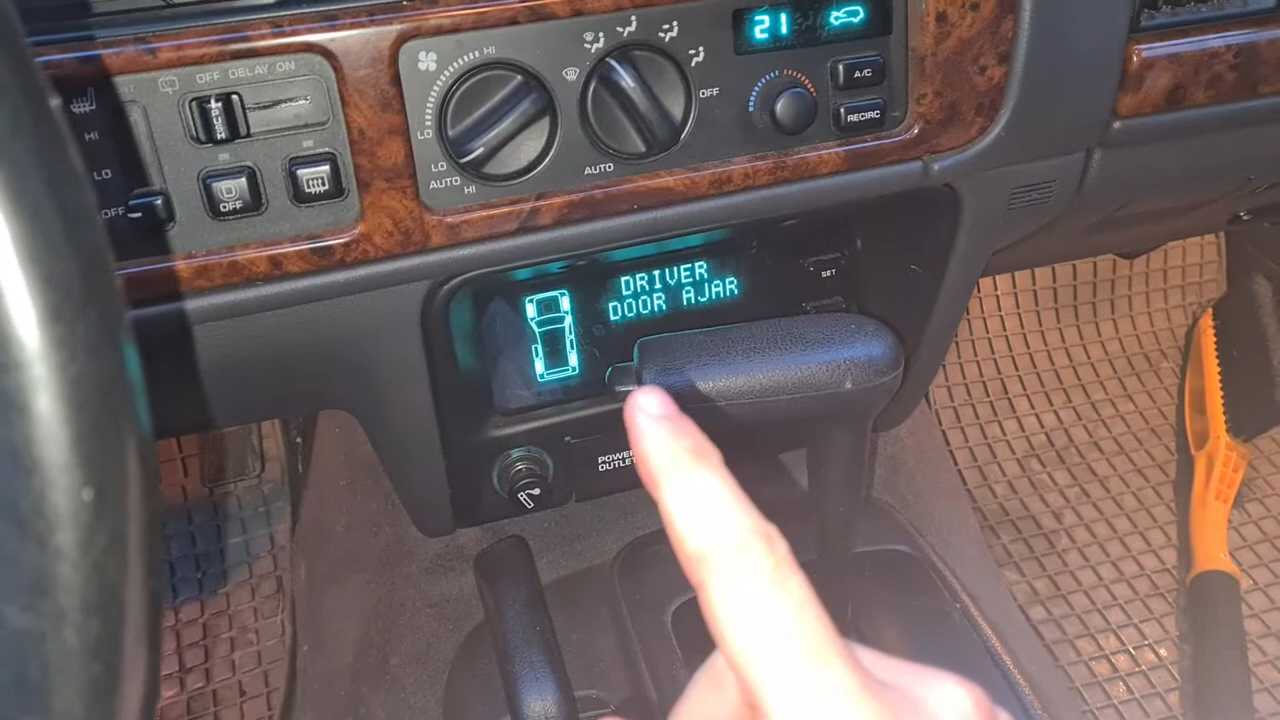 OFF DELAY ON
HI
LO
OFF
PUSH
OFF
HI
LO
LO
AUTO
HI
OFF
AUTO
21
A/C
RECIRC
DRIVER
DOOR AJAR
SET
POWER
OUTLET